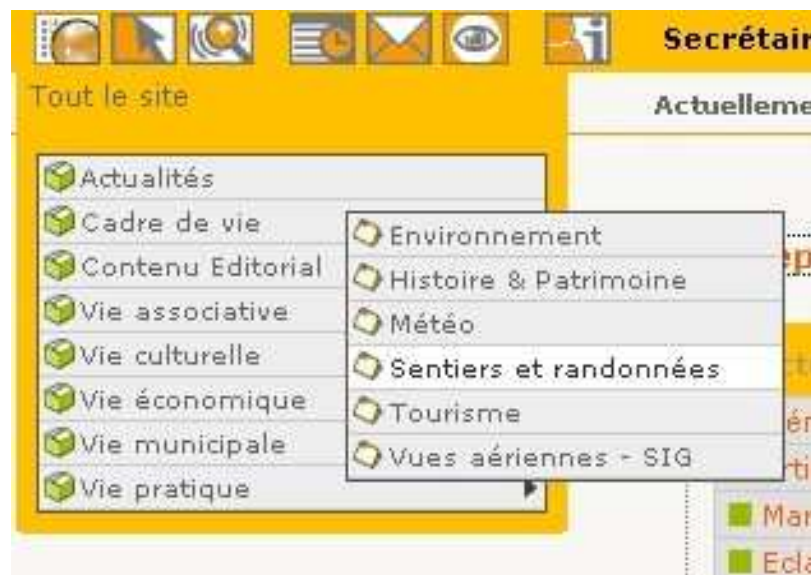 Tout le site
Actualités
Cadre de vie
Contenu Editorial
Vie associative
Vie culturelle
Vie économique
Vie municipale
Vie pratique
Environnement
Histoire & Patrimoine
Météo
Sentiers et randonnées
Tourisme
Vues aériennes - SIG